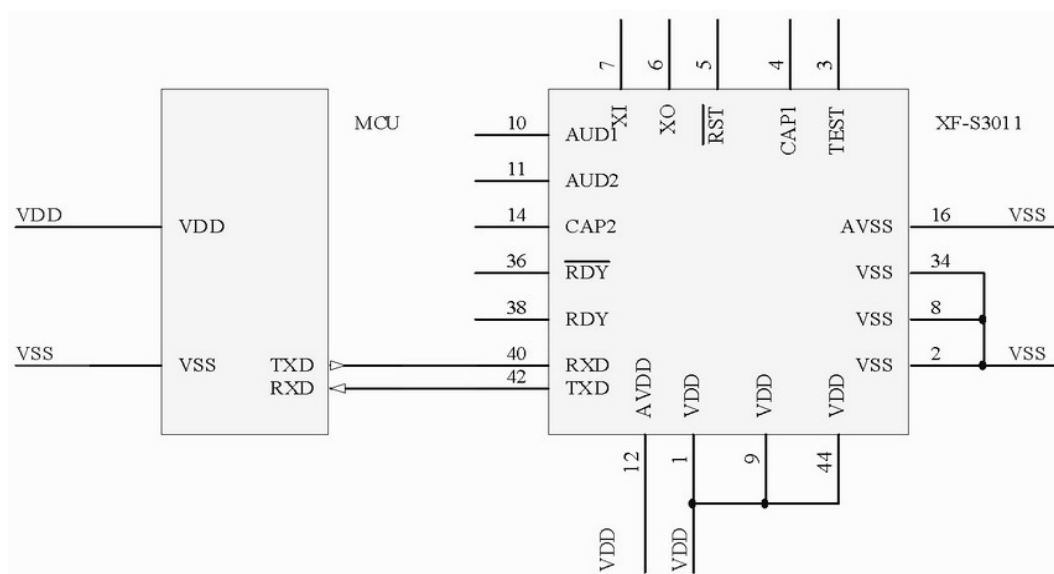 7 6 5 4 3
MCU
XI XO RST CAP1 TEST
XF-S3011
10 AUD1
11 AUD2
VDD VDD
14 CAP2
AVSS 16 VSS
36 RDY
VSS 34
38 RDY
VSS 8
VSS VSS
TXD 40 RXD
VSS 2 VSS
RXD 42 TXD
AVDD VDD VDD VDD
12 1 9 44
VDD VDD